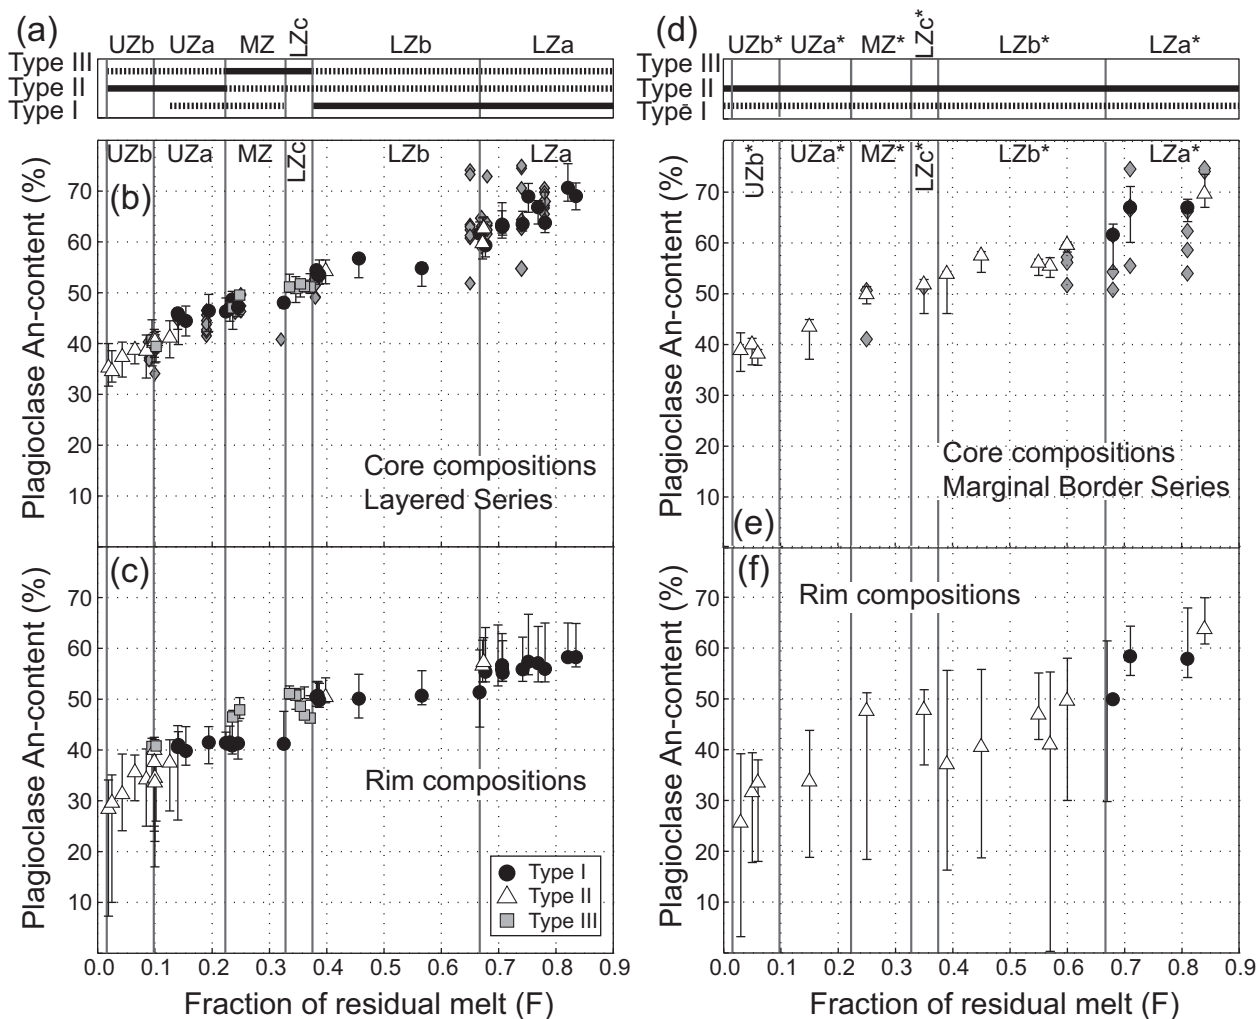 (a)
UZb UZa MZ LZc LZb LZa
Type III
Type II
Type I
UZb UZa MZ LZc LZb LZa
(b)
Plagioclase An-content (%)
70
60
50
40
30
20
10
Core compositions
Layered Series
(c)
Plagioclase An-content (%)
70
60
50
40
30
20
10
Rim compositions
Type I
Type II
Type III
0.0 0.1 0.2 0.3 0.4 0.5 0.6 0.7 0.8 0.9
Fraction of residual melt (F)
(d)
UZb* UZa* MZ* LZc* LZb* LZa*
Type III
Type II
Type I
UZb* UZa* MZ* LZc* LZb* LZa*
Plagioclase An-content (%)
70
60
50
40
30
20
10
Core compositions
Marginal Border Series
(e)
(f)
Rim compositions
Plagioclase An-content (%)
70
60
50
40
30
20
10
0.0 0.1 0.2 0.3 0.4 0.5 0.6 0.7 0.8 0.9
Fraction of residual melt (F)